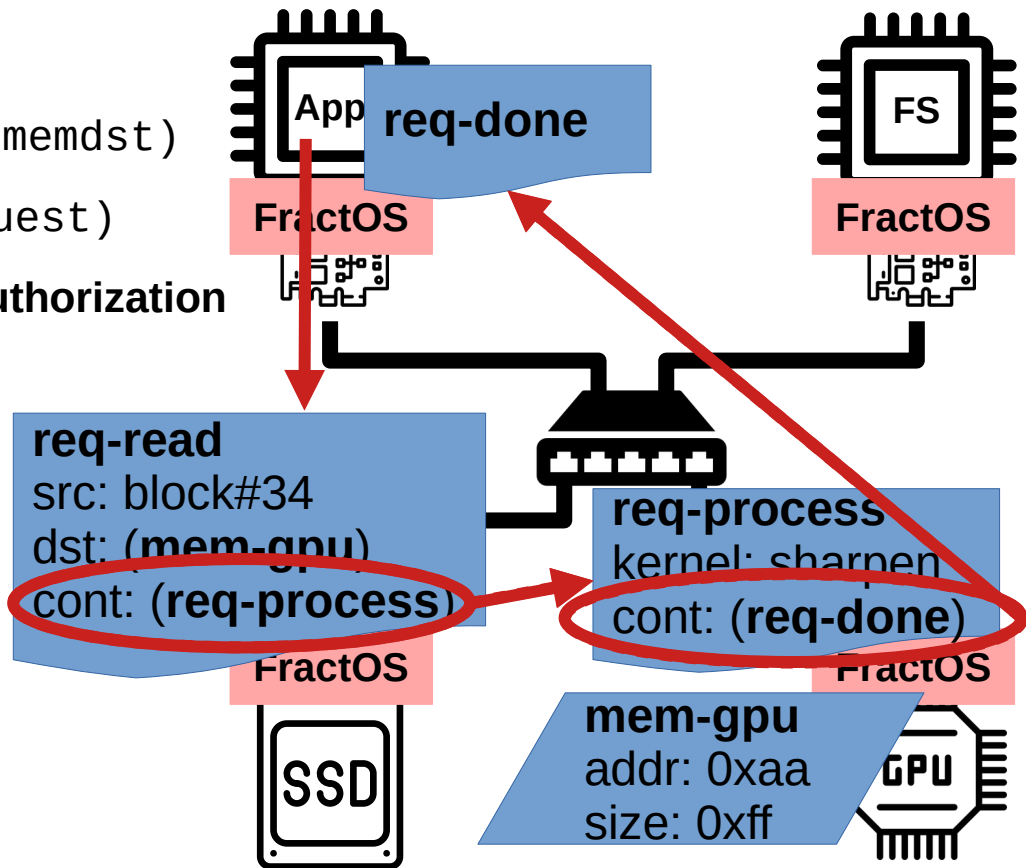 App
req-done
FS
memdst)
FractOS
FractOS
uest)
uthorization
req-read
src: block#34
dst: (mem-gpu)
cont: (req-process)
req-process
kernel: sharpen
cont: (req-done)
FractOS
FractOS
SSD
mem-gpu
addr: 0xaa
size: 0xff
GPU